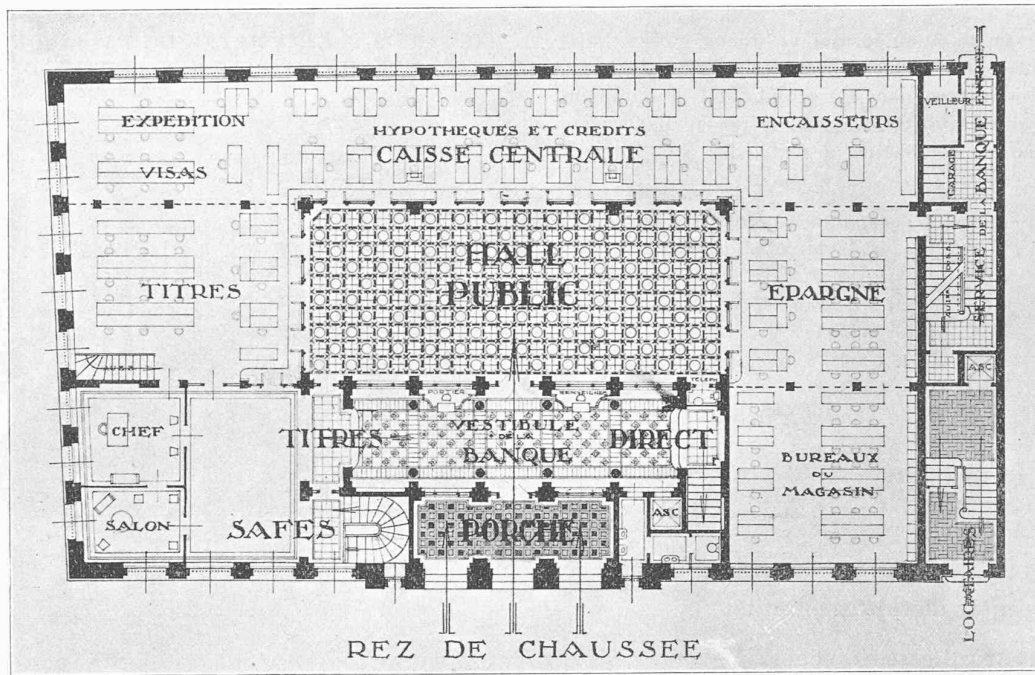 EXPEDITION
HYPOTHEQUES ET CREDITS
ENCAISSEURS
VEILLEUR
CAISSE CENTRALE
VISAS
GARAGE
SERVICE DE LA BANQUE ENTREE
HALL
PUBLIC
TITRES
EPARGNE
ASC
CHEF
TITRES
VESTIBULE
DE LA
BANQUE
DIRECT
BUREAUX
OU
MAGASIN
SALON
SAFES
PORCHE
ASC
LOCATAIRES
REZ DE CHAUSSEE